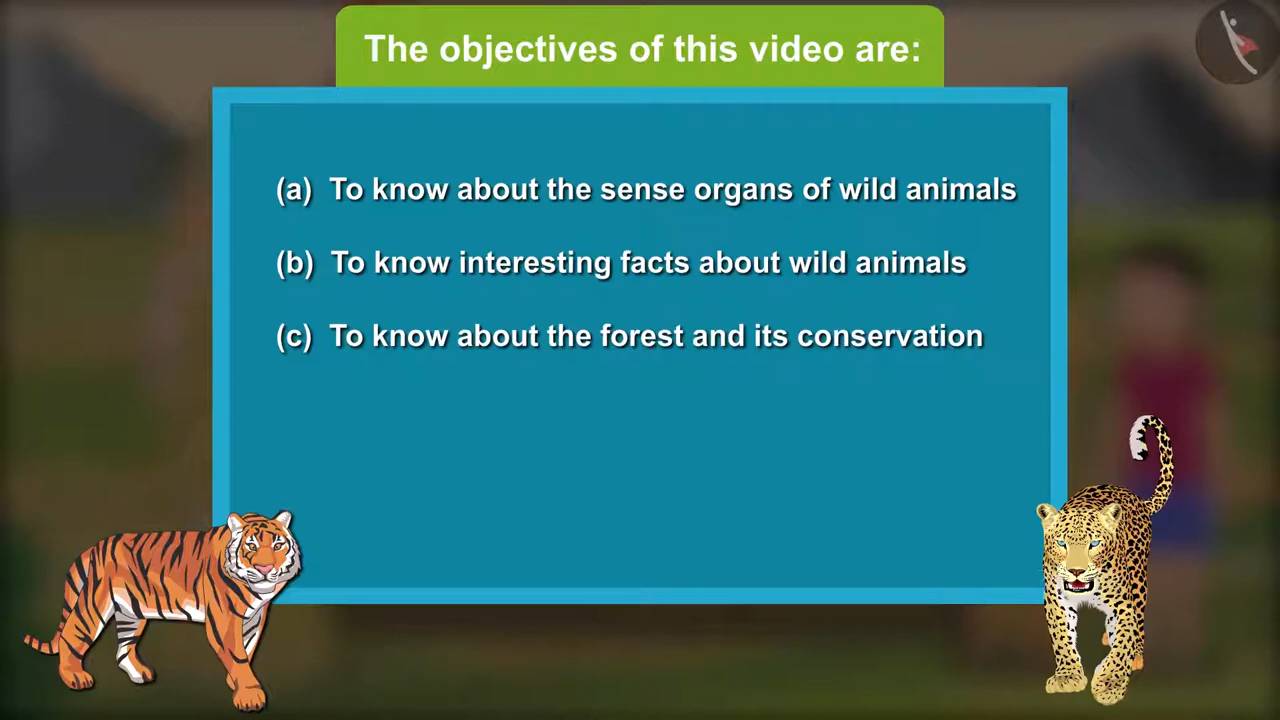 The objectives of this video are:
(a) To know about the sense organs of wild animals
(b) To know interesting facts about wild animals
(c) To know about the forest and its conservation